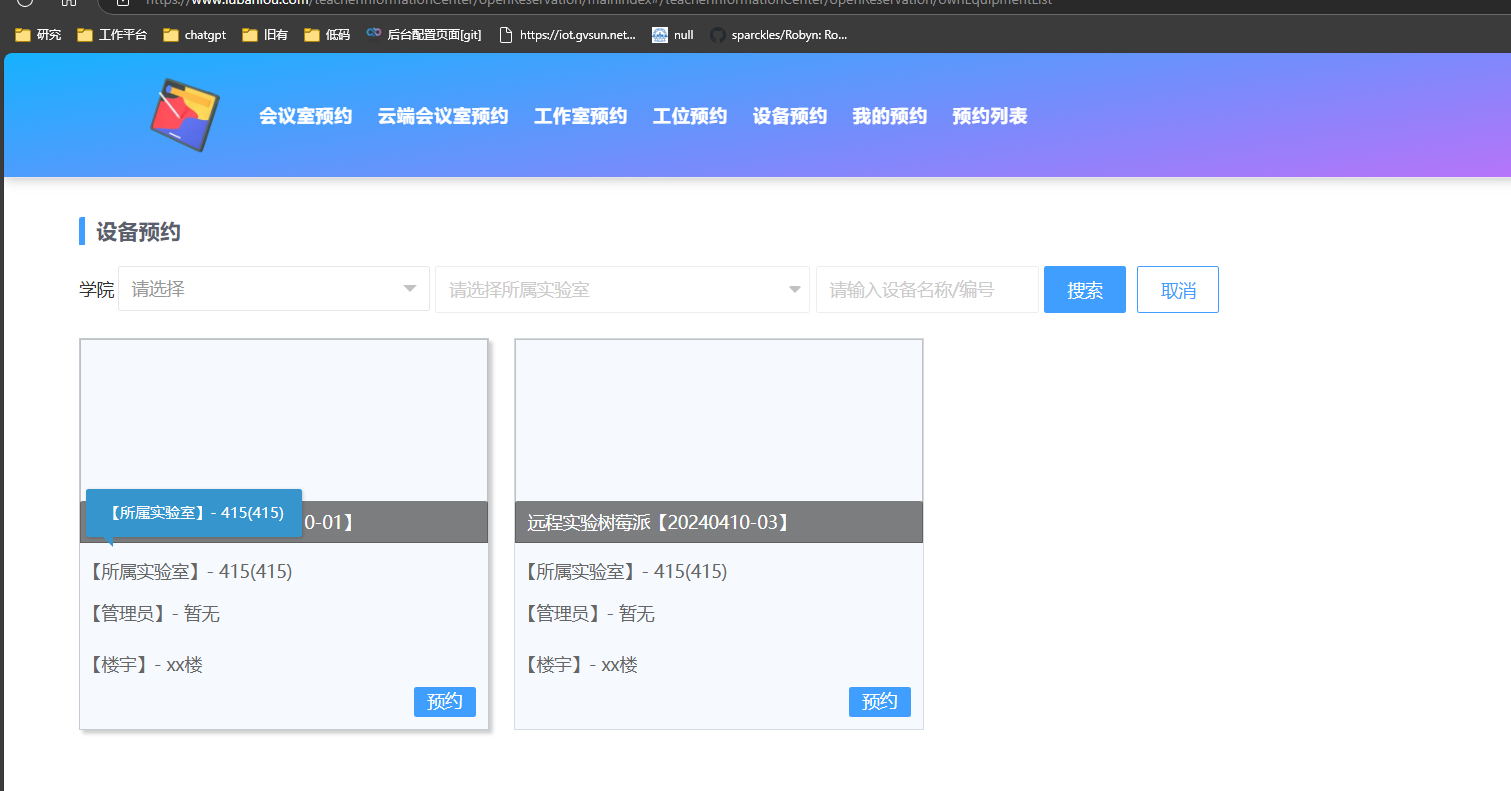 https://www.lubanlou.com/teacherInformationCenter/openReservation/mainIndex#/teacherInformationCenter/openReservation/ownEquipmentList
研究 工作平台 chatgpt 旧有 低码 后台配置页面[git] https://iot.gvsun.net... null sparckles/Robyn: Ro...
会议室预约 云端会议室预约 工作室预约 工位预约 设备预约 我的预约 预约列表
设备预约
学院 请选择 请选择所属实验室 请输入设备名称/编号 搜索 取消
【所属实验室】- 415(415)
0-01】
远程实验树莓派【20240410-03】
【所属实验室】- 415(415)
【管理员】- 暂无
【楼宇】- xx楼
预约
【所属实验室】- 415(415)
【管理员】- 暂无
【楼宇】- xx楼
预约